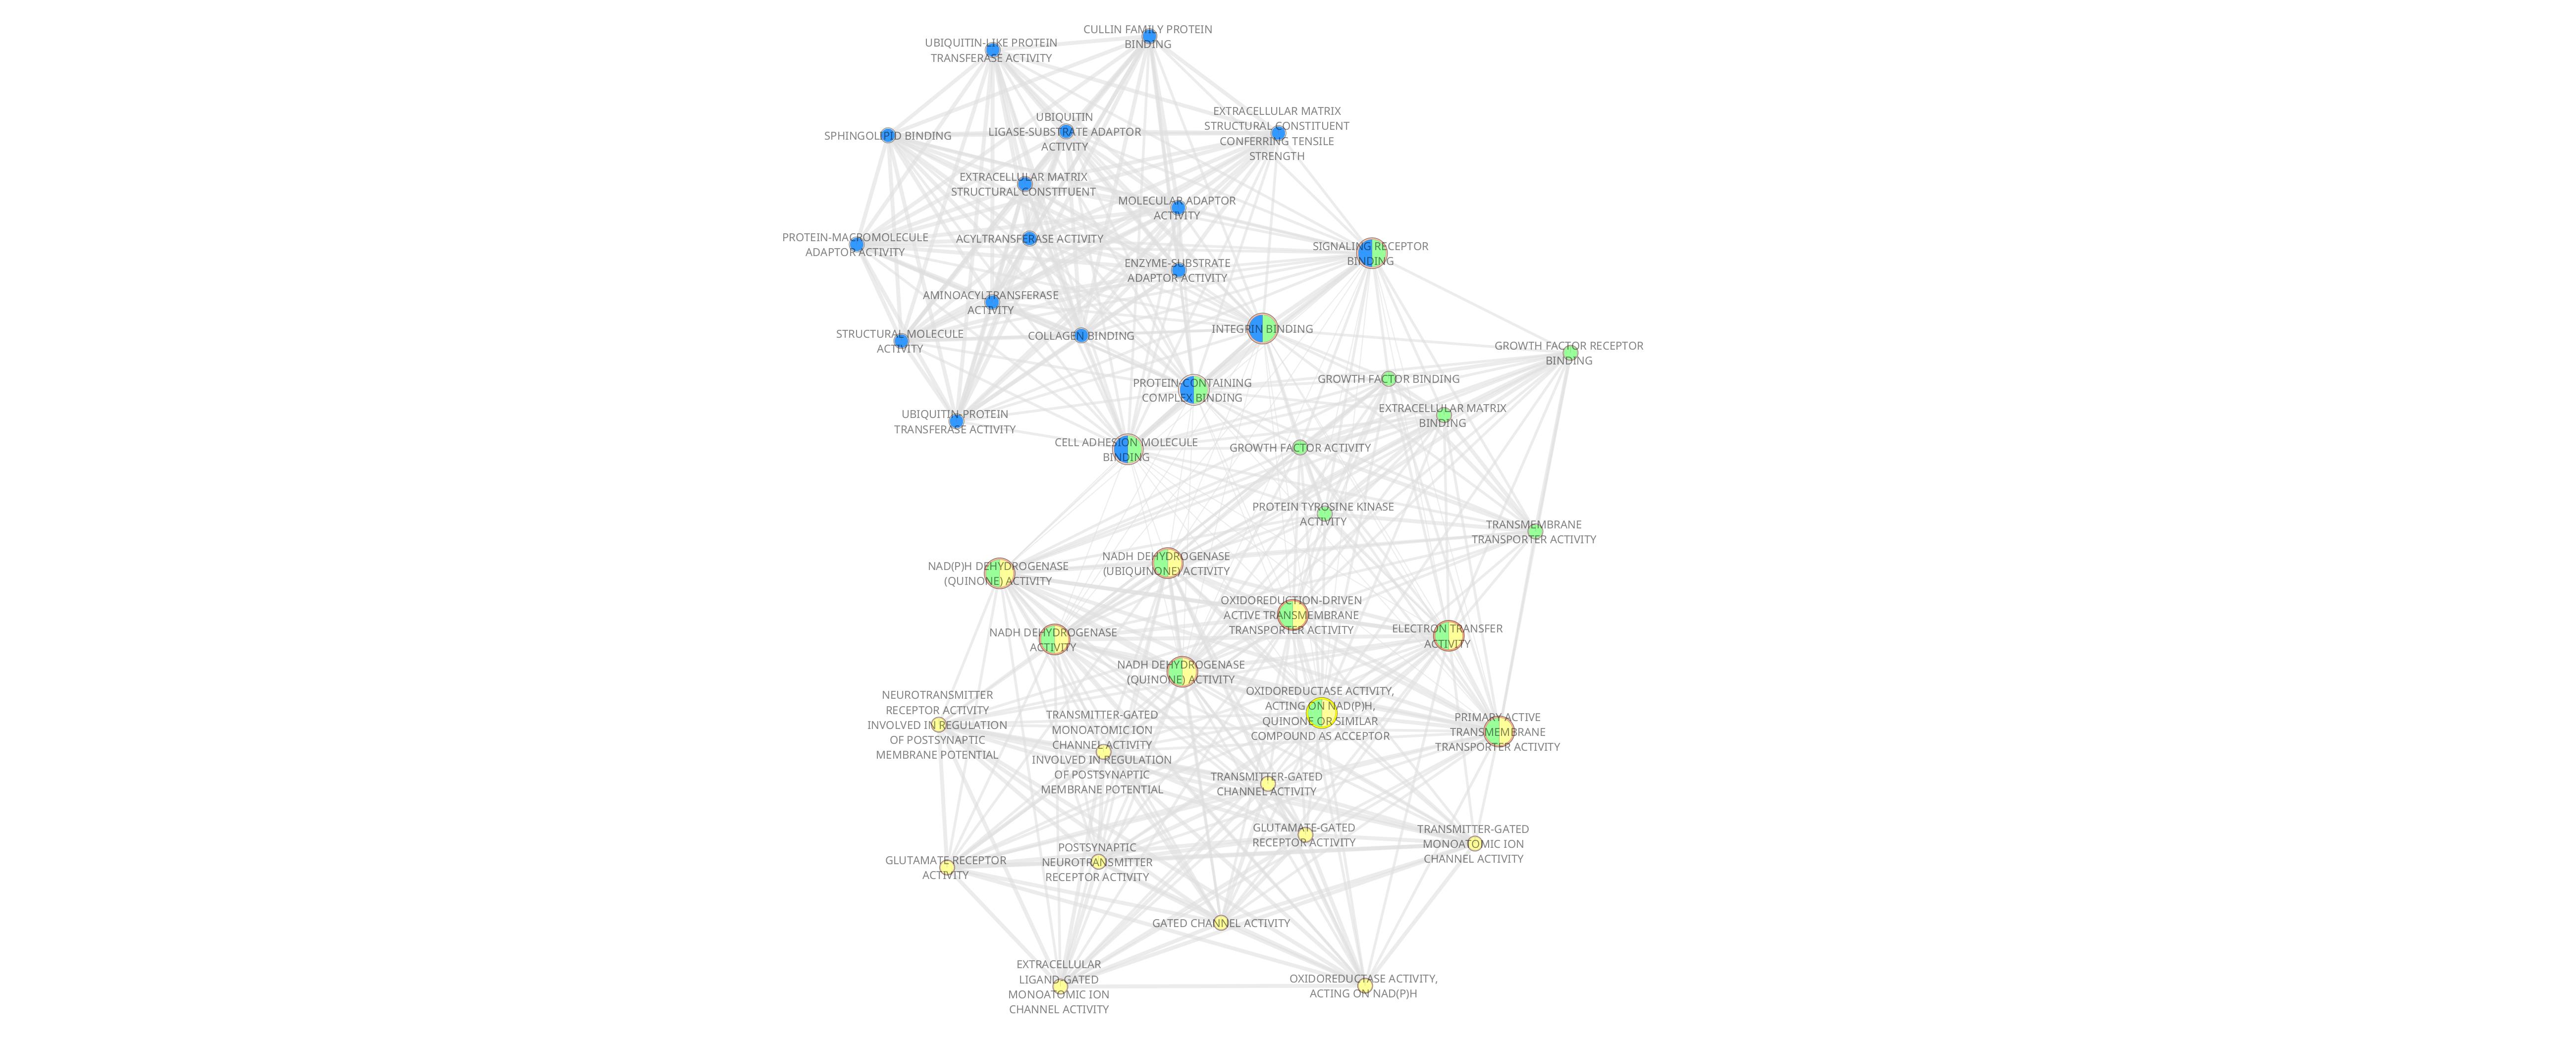 CULLIN FAMILY PROTEIN
BINDING
UBIQUITIN-LIKE PROTEIN
TRANSFERASE ACTIVITY
EXTRACELLULAR MATRIX
STRUCTURAL CONSTITUENT
CONFERRING TENSILE
STRENGTH
UBIQUITIN
LIGASE-SUBSTRATE ADAPTOR
ACTIVITY
SPHINGOLIPID BINDING
EXTRACELLULAR MATRIX
STRUCTURAL CONSTITUENT
MOLECULAR ADAPTOR
ACTIVITY
PROTEIN-MACROMOLECULE
ADAPTOR ACTIVITY
ACYLTRANSFERASE ACTIVITY
SIGNALING RECEPTOR
BINDING
ENZYME-SUBSTRATE
ADAPTOR ACTIVITY
AMINOACYLTRANSFERASE
ACTIVITY
INTEGRIN BINDING
STRUCTURAL MOLECULE
ACTIVITY
COLLAGEN BINDING
GROWTH FACTOR RECEPTOR
BINDING
PROTEIN-CONTAINING
COMPLEX BINDING
GROWTH FACTOR BINDING
EXTRACELLULAR MATRIX
BINDING
UBIQUITIN-PROTEIN
TRANSFERASE ACTIVITY
CELL ADHESION MOLECULE
BINDING
GROWTH FACTOR ACTIVITY
PROTEIN TYROSINE KINASE
ACTIVITY
TRANSMEMBRANE
TRANSPORTER ACTIVITY
NADH DEHYDROGENASE
(UBIQUINONE) ACTIVITY
NAD(P)H DEHYDROGENASE
(QUINONE) ACTIVITY
OXIDOREDUCTION-DRIVEN
ACTIVE TRANSMEMBRANE
TRANSPORTER ACTIVITY
NADH DEHYDROGENASE
ACTIVITY
ELECTRON TRANSFER
ACTIVITY
NADH DEHYDROGENASE
(QUINONE) ACTIVITY
OXIDOREDUCTASE ACTIVITY,
ACTING ON NAD(P)H,
QUINONE OR SIMILAR
COMPOUND AS ACCEPTOR
NEUROTRANSMITTER
RECEPTOR ACTIVITY
INVOLVED IN REGULATION
OF POSTSYNAPTIC
MEMBRANE POTENTIAL
TRANSMITTER-GATED
MONOATOMIC ION
CHANNEL ACTIVITY
INVOLVED IN REGULATION
OF POSTSYNAPTIC
MEMBRANE POTENTIAL
PRIMARY ACTIVE
TRANSMEMBRANE
TRANSPORTER ACTIVITY
TRANSMITTER-GATED
CHANNEL ACTIVITY
GLUTAMATE-GATED
RECEPTOR ACTIVITY
TRANSMITTER-GATED
MONOATOMIC ION
CHANNEL ACTIVITY
GLUTAMATE RECEPTOR
ACTIVITY
POSTSYNAPTIC
NEUROTRANSMITTER
RECEPTOR ACTIVITY
GATED CHANNEL ACTIVITY
EXTRACELLULAR
LIGAND-GATED
MONOATOMIC ION
CHANNEL ACTIVITY
OXIDOREDUCTASE ACTIVITY,
ACTING ON NAD(P)H